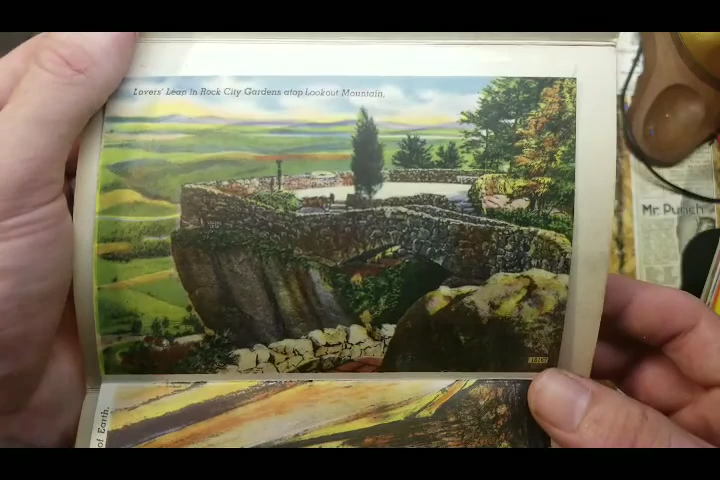 Lovers' Leap in Rock City Gardens atop Lookout Mountain.
Mr. Punch
of Earth.